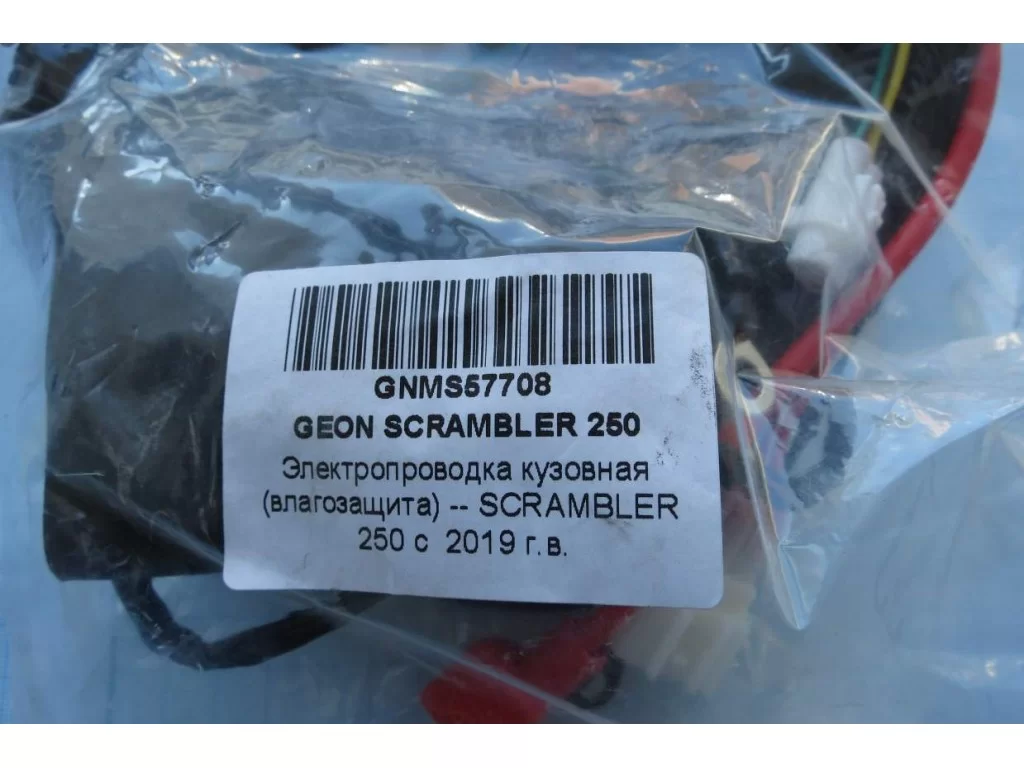 GNMS57708
GEON SCRAMBLER 250
Электропроводка кузовная
(влагозащита) -- SCRAMBLER
250 с 2019 г.в.